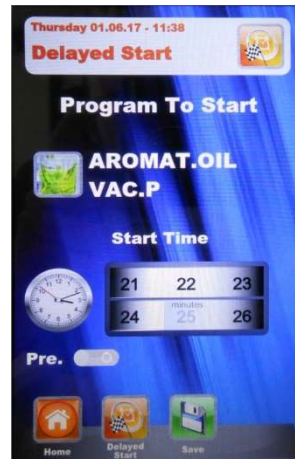 Thursday 01.06.17 - 11:38
Delayed Start
Program To Start
AROMAT.OIL
VAC.P
Start Time
21 22 23
minutos
24 25 26
Pre.
Home
Delayed
Start
Save